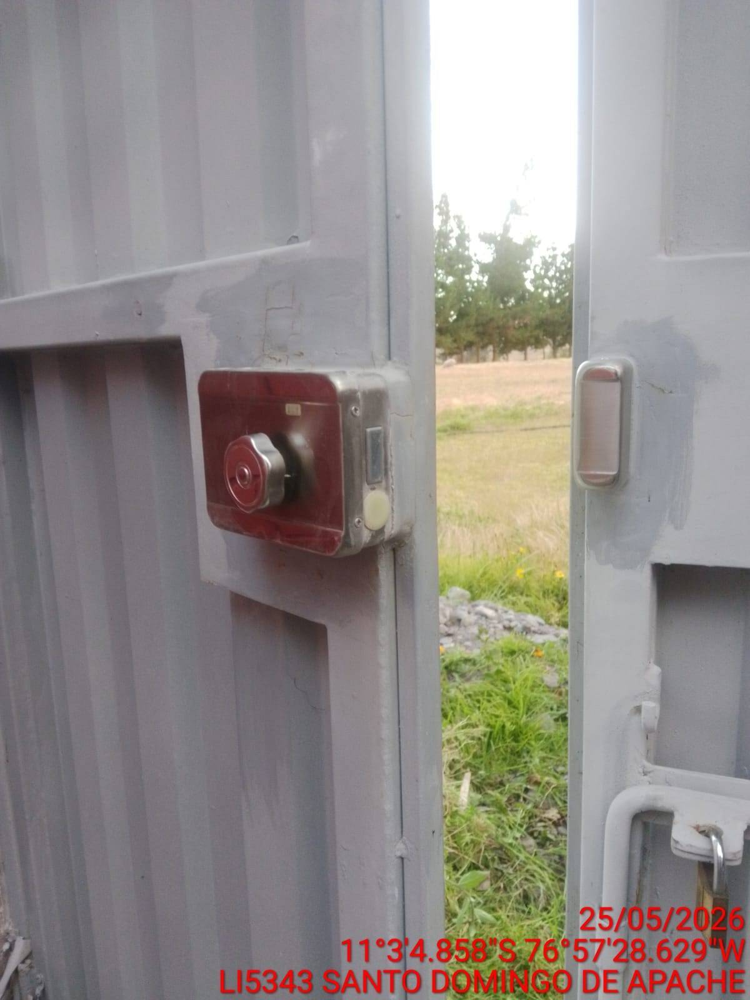 25/05/2026
11°3'4.858"S 76°57'28.629"W
LI5343 SANTO DOMINGO DE APACHE